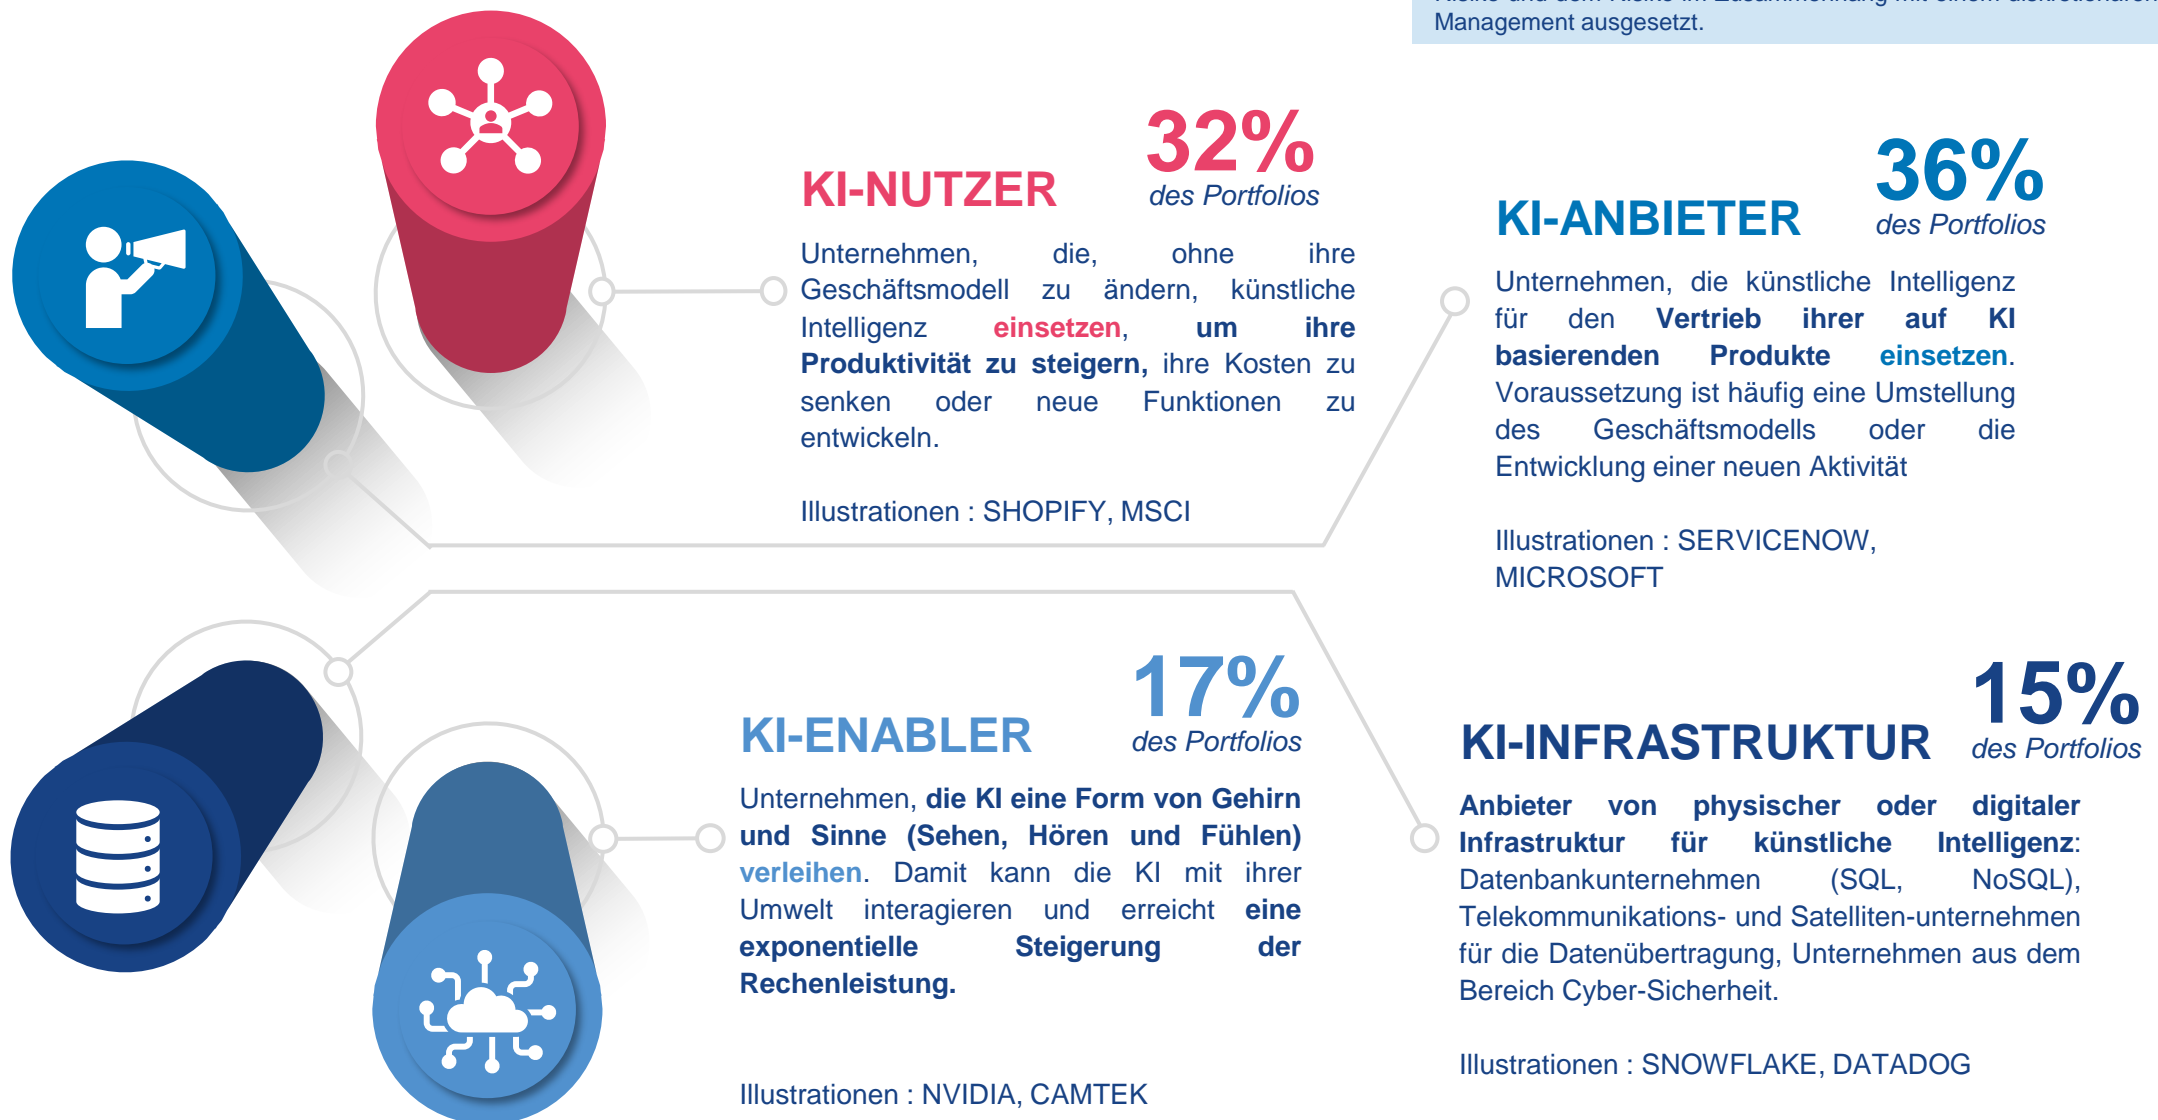 Management ausgesetzt.
32%
des Portfolios
KI-NUTZER
Unternehmen, die, ohne ihre
Geschäftsmodell zu ändern, künstliche
Intelligenz einsetzen, um ihre
Produktivität zu steigern, ihre Kosten zu
senken oder neue Funktionen zu
entwickeln.
Illustrationen : SHOPIFY, MSCI
36%
des Portfolios
KI-ANBIETER
Unternehmen, die künstliche Intelligenz
für den Vertrieb ihrer auf KI
basierenden Produkte einsetzen.
Voraussetzung ist häufig eine Umstellung
des Geschäftsmodells oder die
Entwicklung einer neuen Aktivität
Illustrationen : SERVICENOW,
MICROSOFT
17%
des Portfolios
KI-ENABLER
Unternehmen, die KI eine Form von Gehirn
und Sinne (Sehen, Hören und Fühlen)
verleihen. Damit kann die KI mit ihrer
Umwelt interagieren und erreicht eine
exponentielle Steigerung der
Rechenleistung.
Illustrationen : NVIDIA, CAMTEK
15%
des Portfolios
KI-INFRASTRUKTUR
Anbieter von physischer oder digitaler
Infrastruktur für künstliche Intelligenz:
Datenbankunternehmen (SQL, NoSQL),
Telekommunikations- und Satelliten-unternehmen
für die Datenübertragung, Unternehmen aus dem
Bereich Cyber-Sicherheit.
Illustrationen : SNOWFLAKE, DATADOG